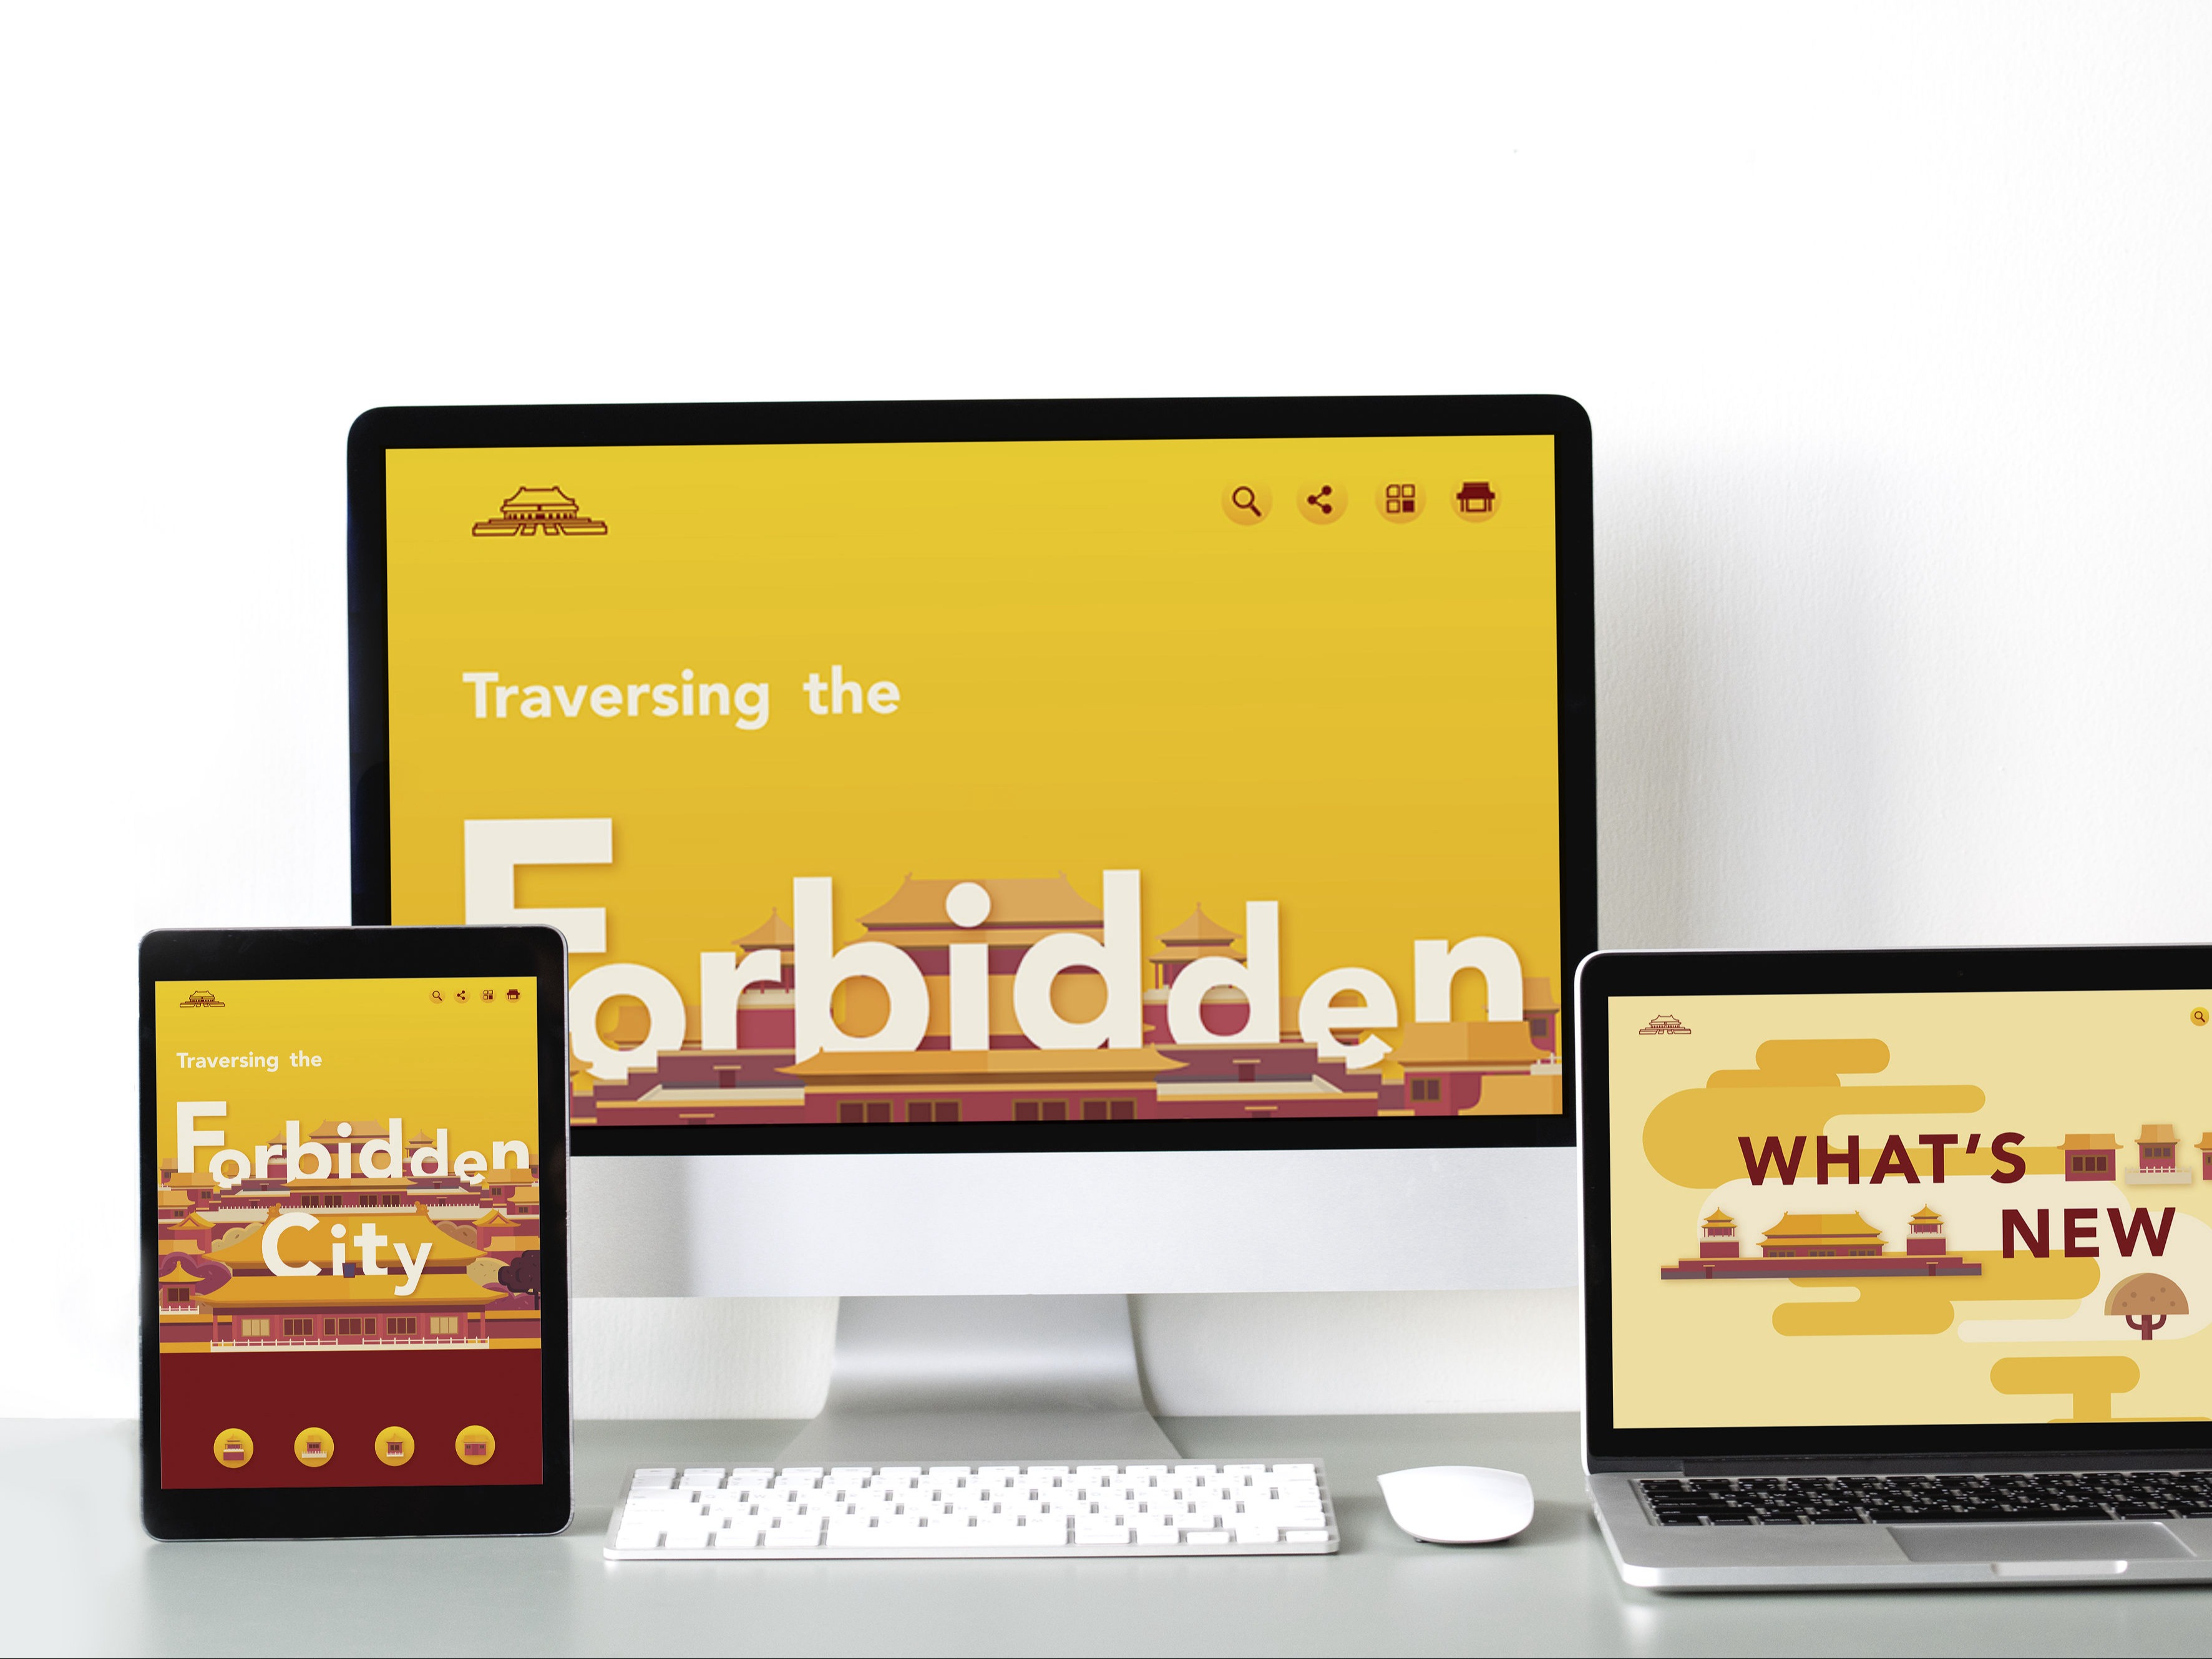 Traversing the
Forbidden
Traversing the
Forbidden
City
WHAT'S
NEW